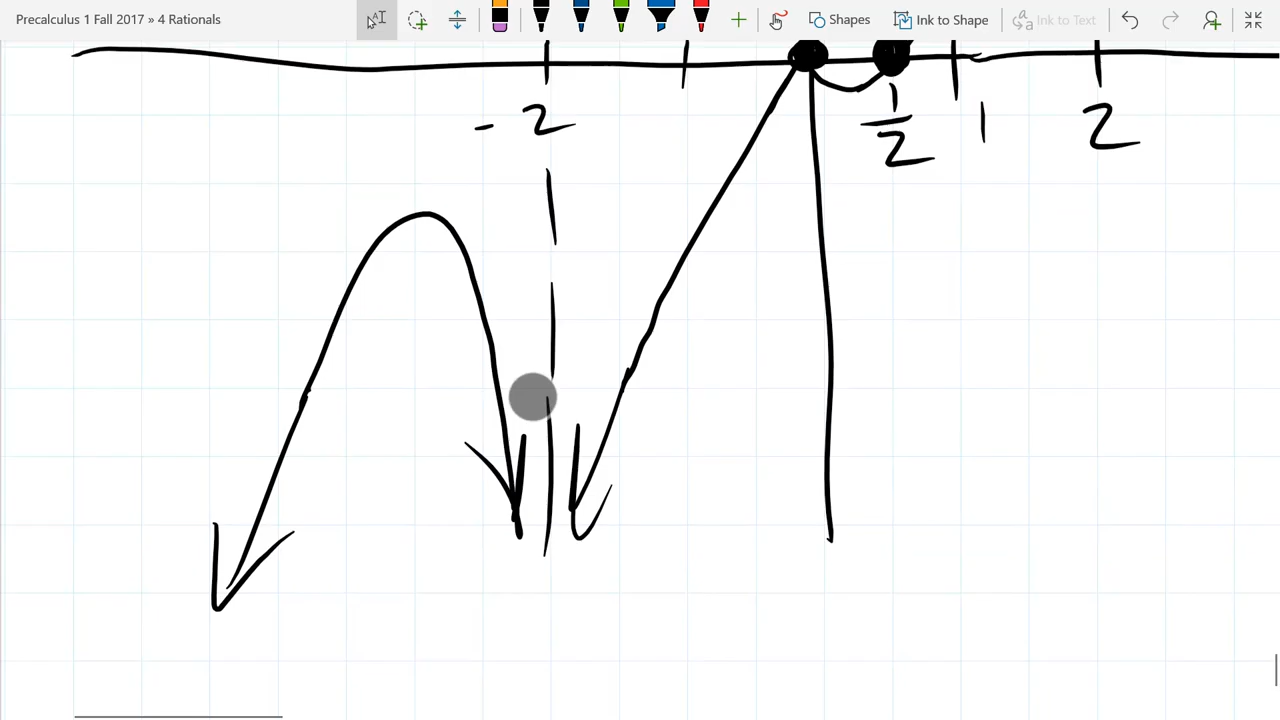 Precalculus 1 Fall 2017 » 4 Rationals
Shapes
Ink to Shape
Ink to Text
-2
1/2
1
2